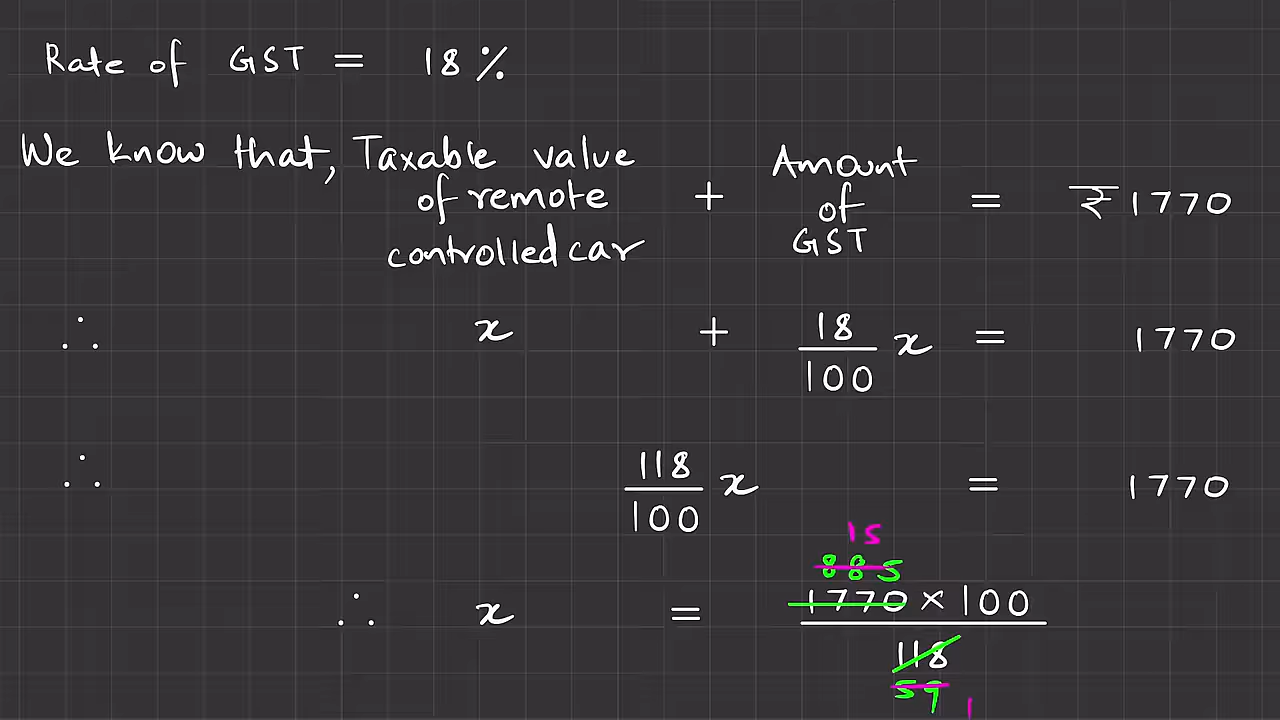 Rate of GST = 18%
We know that, Taxable value of remote controlled car + Amount of GST = ₹1770
∴ x + 18/100 x = 1770
∴ 118/100 x = 1770
15
885
∴ x = 1770 × 100
118
59 1